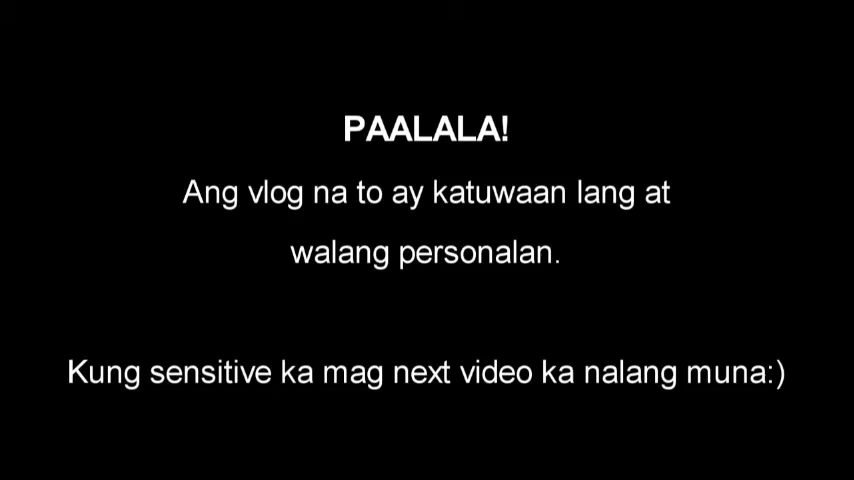 PAALALA!
Ang vlog na to ay katuwaan lang at
walang personalan.
Kung sensitive ka mag next video ka nalang muna:)